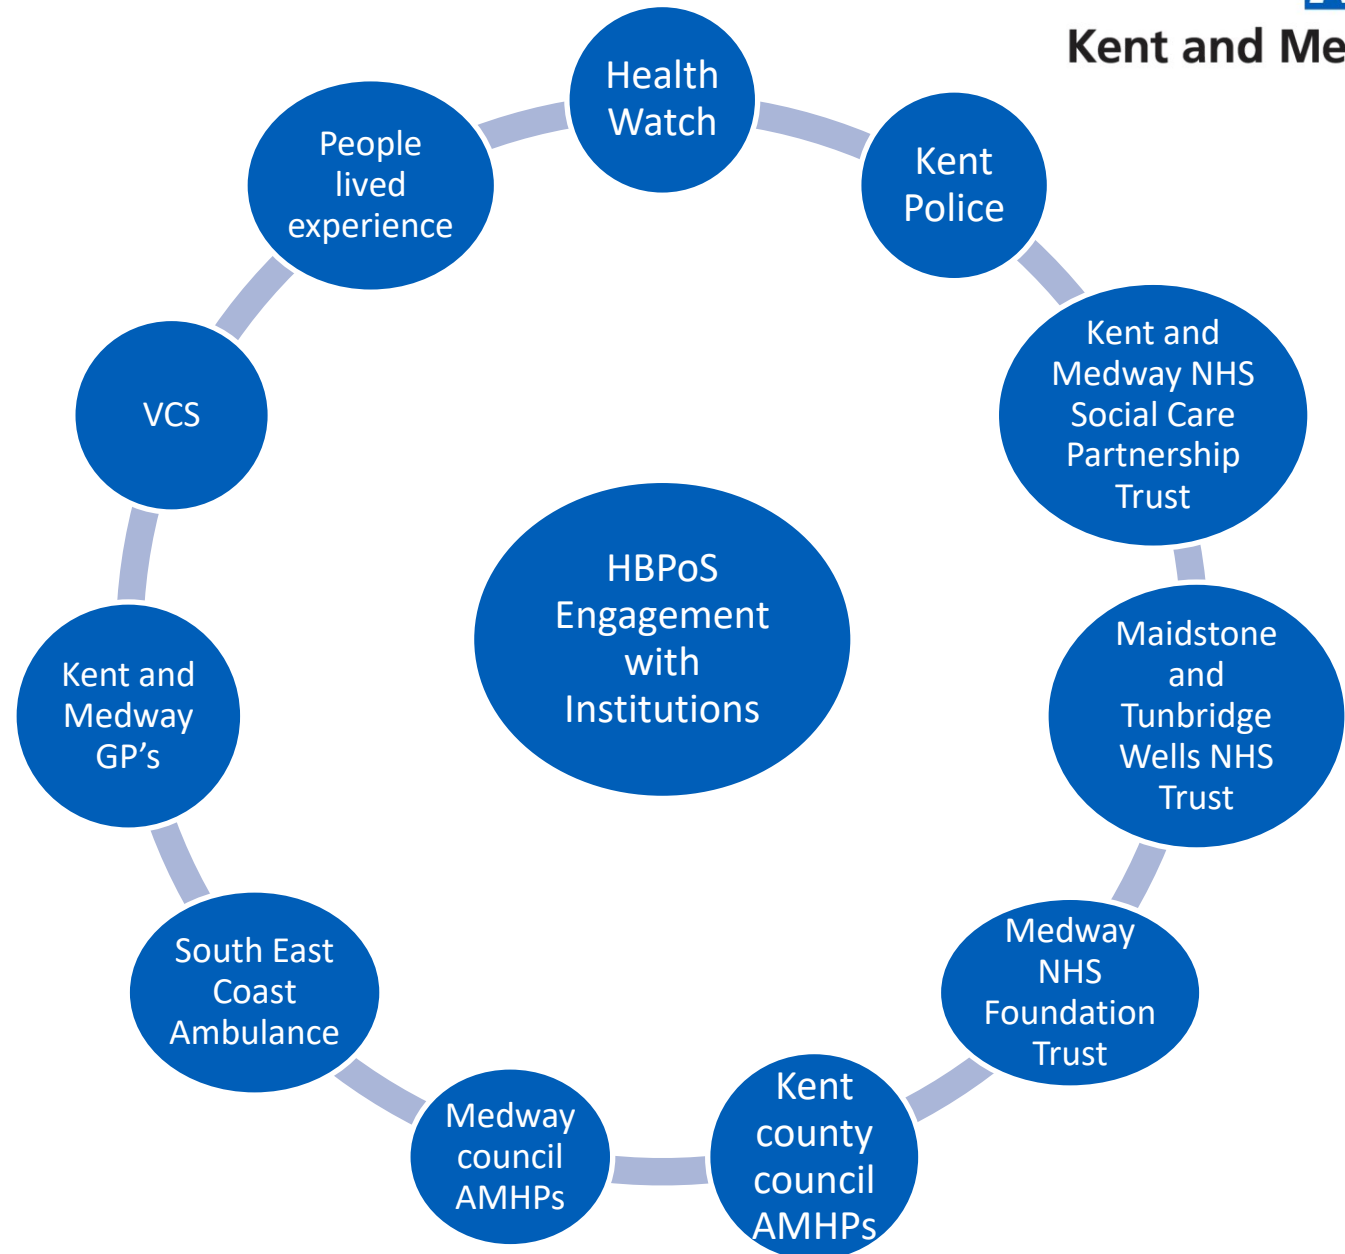 Kent and Me
Health
Watch
Kent
Police
Kent and
Medway NHS
Social Care
Partnership
Trust
Maidstone
and
Tunbridge
Wells NHS
Trust
Medway
NHS
Foundation
Trust
Kent
county
council
AMHPs
Medway
council
AMHPs
South East
Coast
Ambulance
Kent and
Medway
GP’s
VCS
People
lived
experience
HBPoS
Engagement
with
Institutions